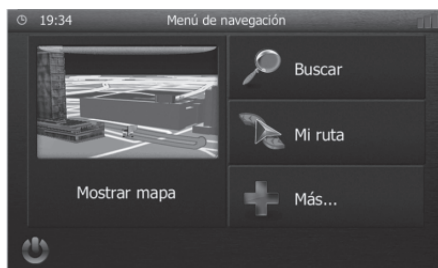 19:34 Menú de navegación
Buscar
Mi ruta
Mostrar mapa
Más...